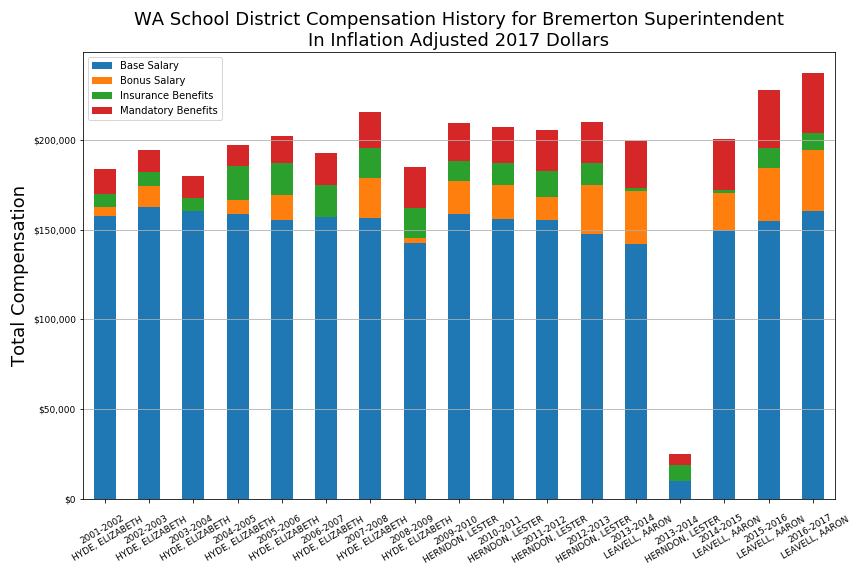 WA School District Compensation History for Bremerton Superintendent
In Inflation Adjusted 2017 Dollars
Base Salary
Bonus Salary
Insurance Benefits
Mandatory Benefits
Total Compensation
$200,000
$150,000
$100,000
$50,000
$0
2001-2002
HYDE, ELIZABETH
2002-2003
HYDE, ELIZABETH
2003-2004
HYDE, ELIZABETH
2004-2005
HYDE, ELIZABETH
2005-2006
HYDE, ELIZABETH
2006-2007
HYDE, ELIZABETH
2007-2008
HYDE, ELIZABETH
2008-2009
HYDE, ELIZABETH
2009-2010
HERNDON, LESTER
2010-2011
HERNDON, LESTER
2011-2012
HERNDON, LESTER
2012-2013
HERNDON, LESTER
2013-2014
LEAVELL, AARON
2013-2014
HERNDON, LESTER
2014-2015
LEAVELL, AARON
2015-2016
LEAVELL, AARON
2016-2017
LEAVELL, AARON